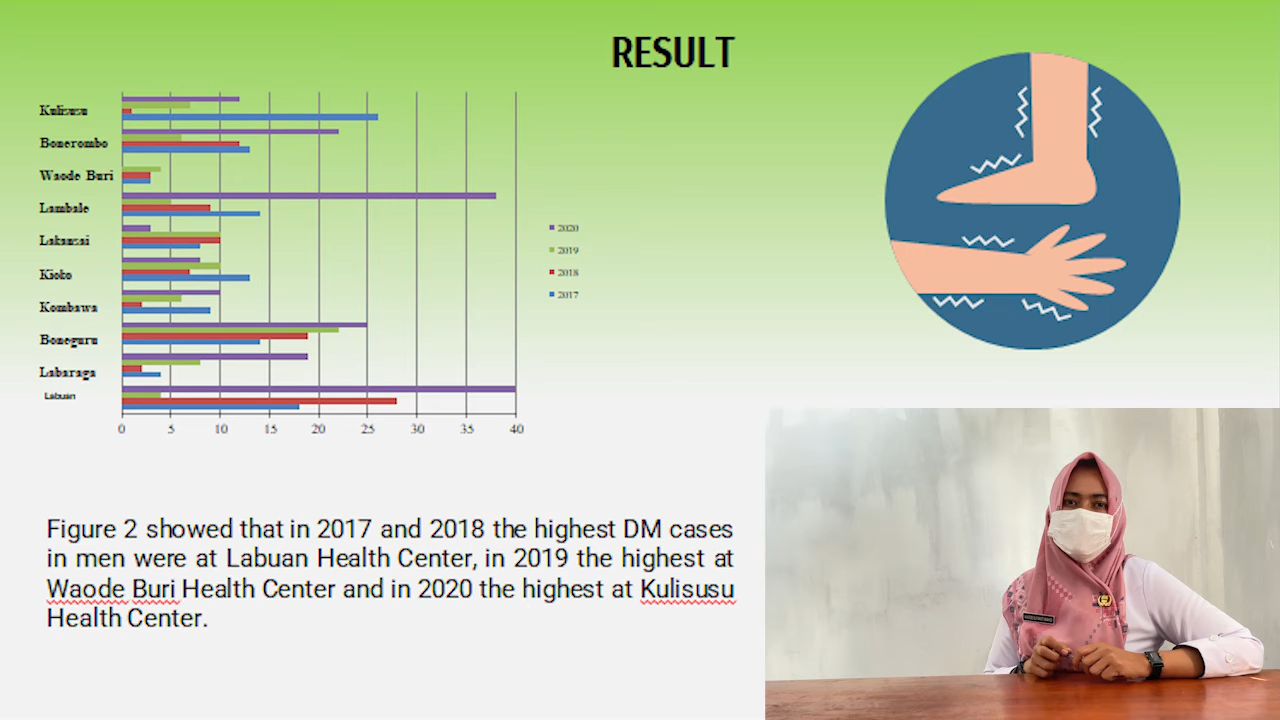 RESULT
Kulisusu
Bonerombo
Waode Buri
Lambale
Lakansai
Kioko
Kombawa
Boneguru
Labaraga
Labuan
0 5 10 15 20 25 30 35 40
2020
2019
2018
2017
Figure 2 showed that in 2017 and 2018 the highest DM cases
in men were at Labuan Health Center, in 2019 the highest at
Waode Buri Health Center and in 2020 the highest at Kulisusu
Health Center.